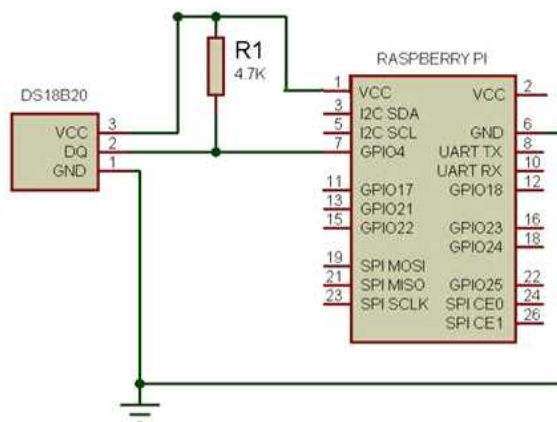 R1
4.7K
RASPBERRY PI
DS18B20
VCC 3
DQ 2
GND 1
1 VCC
3 I2C SDA
5 I2C SCL
7 GPIO4
11 GPIO17
13 GPIO21
15 GPIO22
19 SPI MOSI
21 SPI MISO
23 SPI SCLK
VCC 2
GND 6
UART TX 8
UART RX 10
GPIO18 12
GPIO23 16
GPIO24 18
GPIO25 22
SPI CE0 24
SPI CE1 26